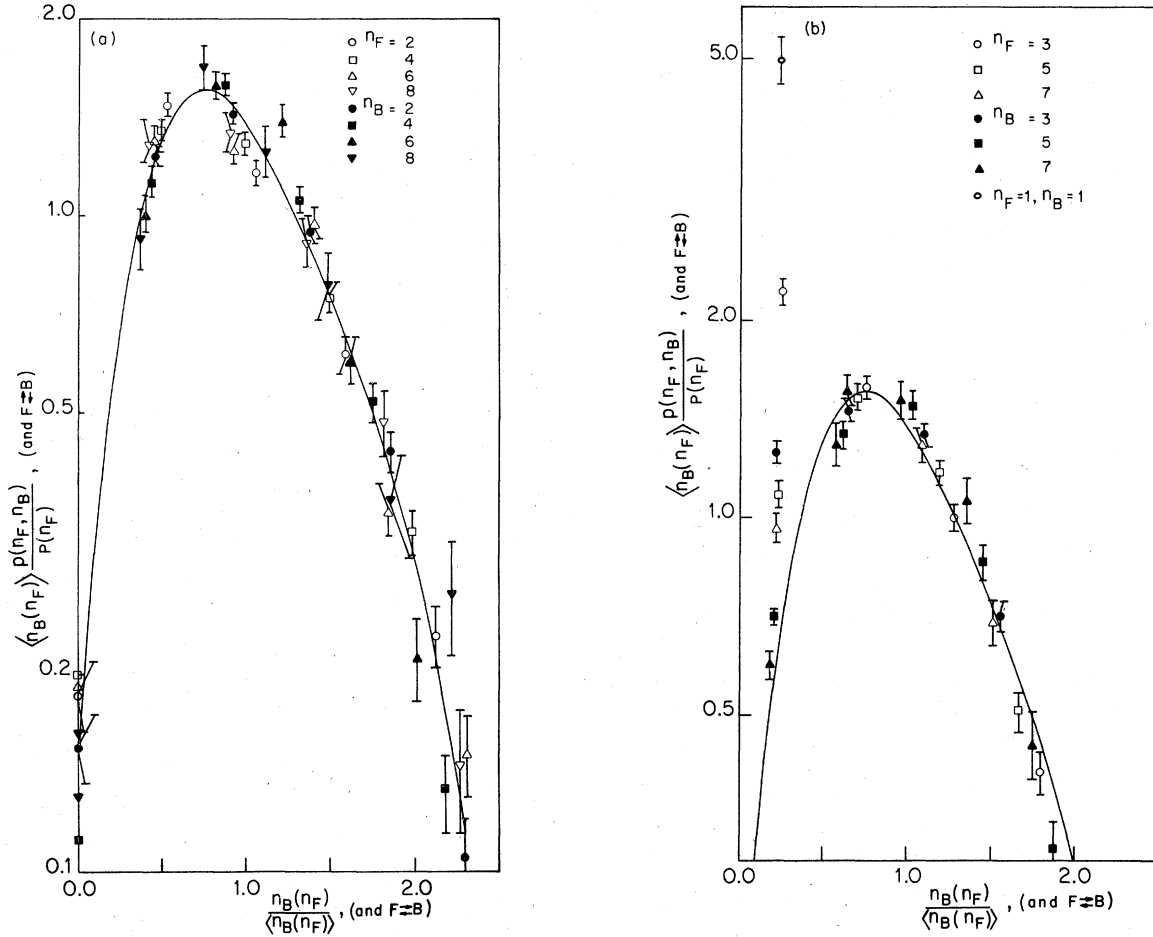 (a)
2.0
1.0
0.5
0.2
0.1
n_F = 2
4
6
8
n_B = 2
4
6
8
⟨n_B(n_F)⟩ p(n_F, n_B) / P(n_F) , (and F⇄B)
0.0
1.0
2.0
n_B(n_F) / ⟨n_B(n_F)⟩ , (and F⇄B)
(b)
5.0
2.0
1.0
0.5
n_F = 3
5
7
n_B = 3
5
7
n_F=1, n_B=1
⟨n_B(n_F)⟩ p(n_F, n_B) / P(n_F) , (and F⇄B)
0.0
1.0
2.0
n_B(n_F) / ⟨n_B(n_F)⟩ , (and F⇄B)